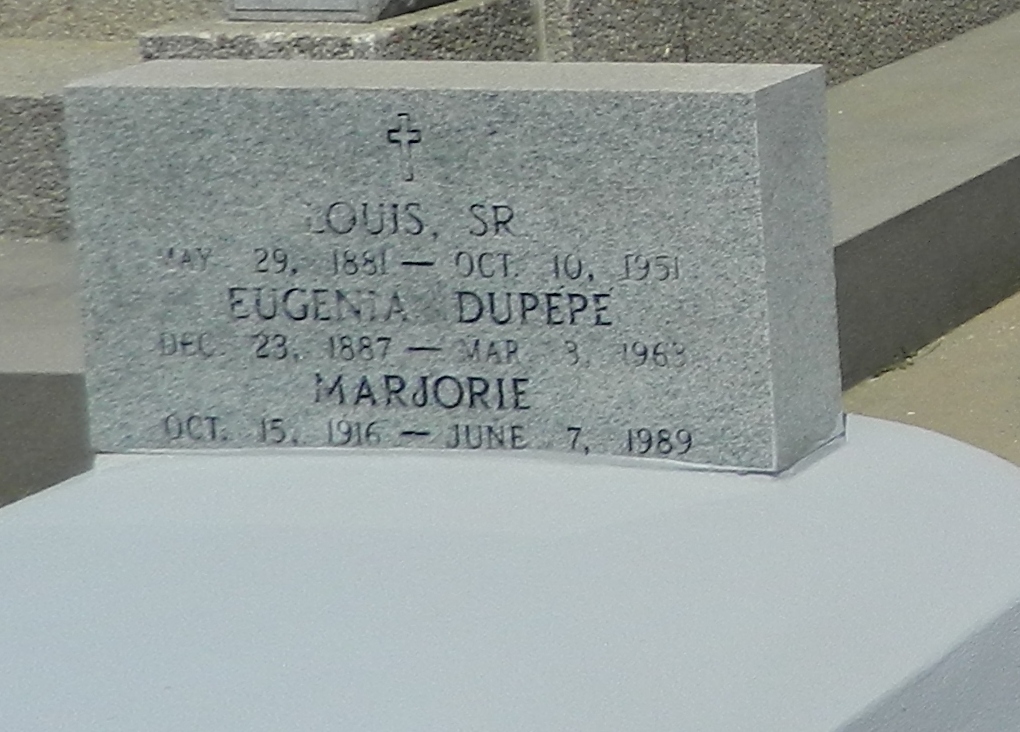 LOUIS, SR
MAY 29, 1881 — OCT. 10, 1951
EUGENIA DUPEPE
DEC. 23, 1887 — MAR 3, 1963
MARJORIE
OCT. 15, 1916 — JUNE 7, 1989